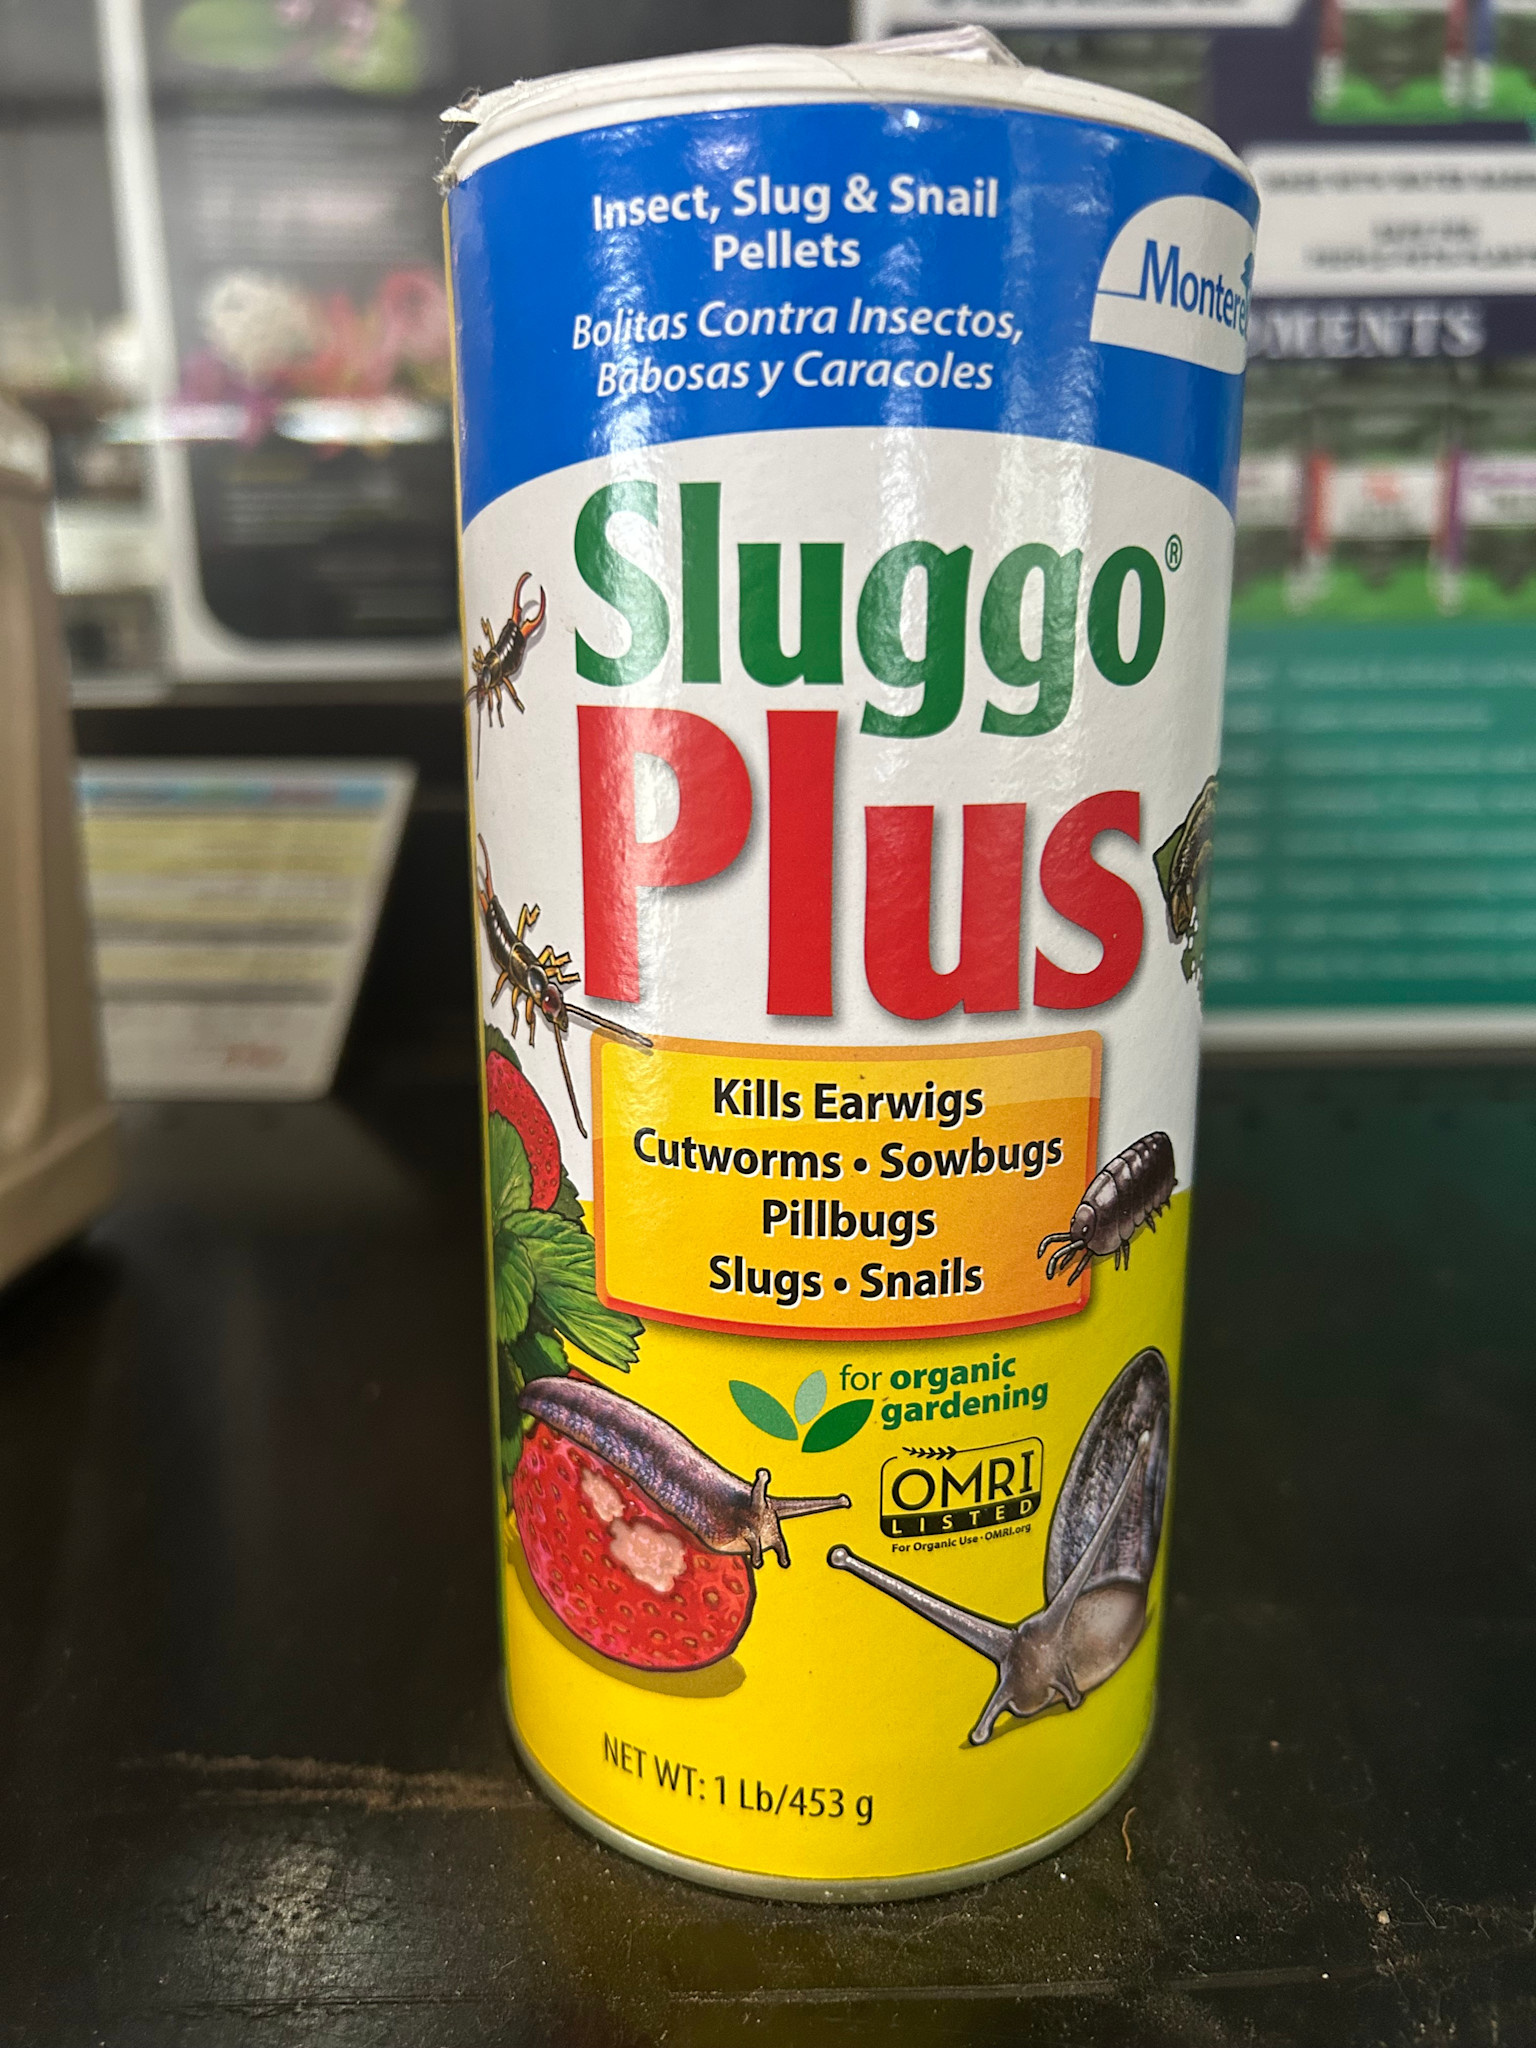 Insect, Slug & Snail
Pellets
Bolitas Contra Insectos,
Babosas y Caracoles
Montere
Sluggo®
Plus
Kills Earwigs
Cutworms • Sowbugs
Pillbugs
Slugs • Snails
for organic
gardening
OMRI
LISTED
For Organic Use · OMRI.org
NET WT: 1 Lb/453 g
OMENTS